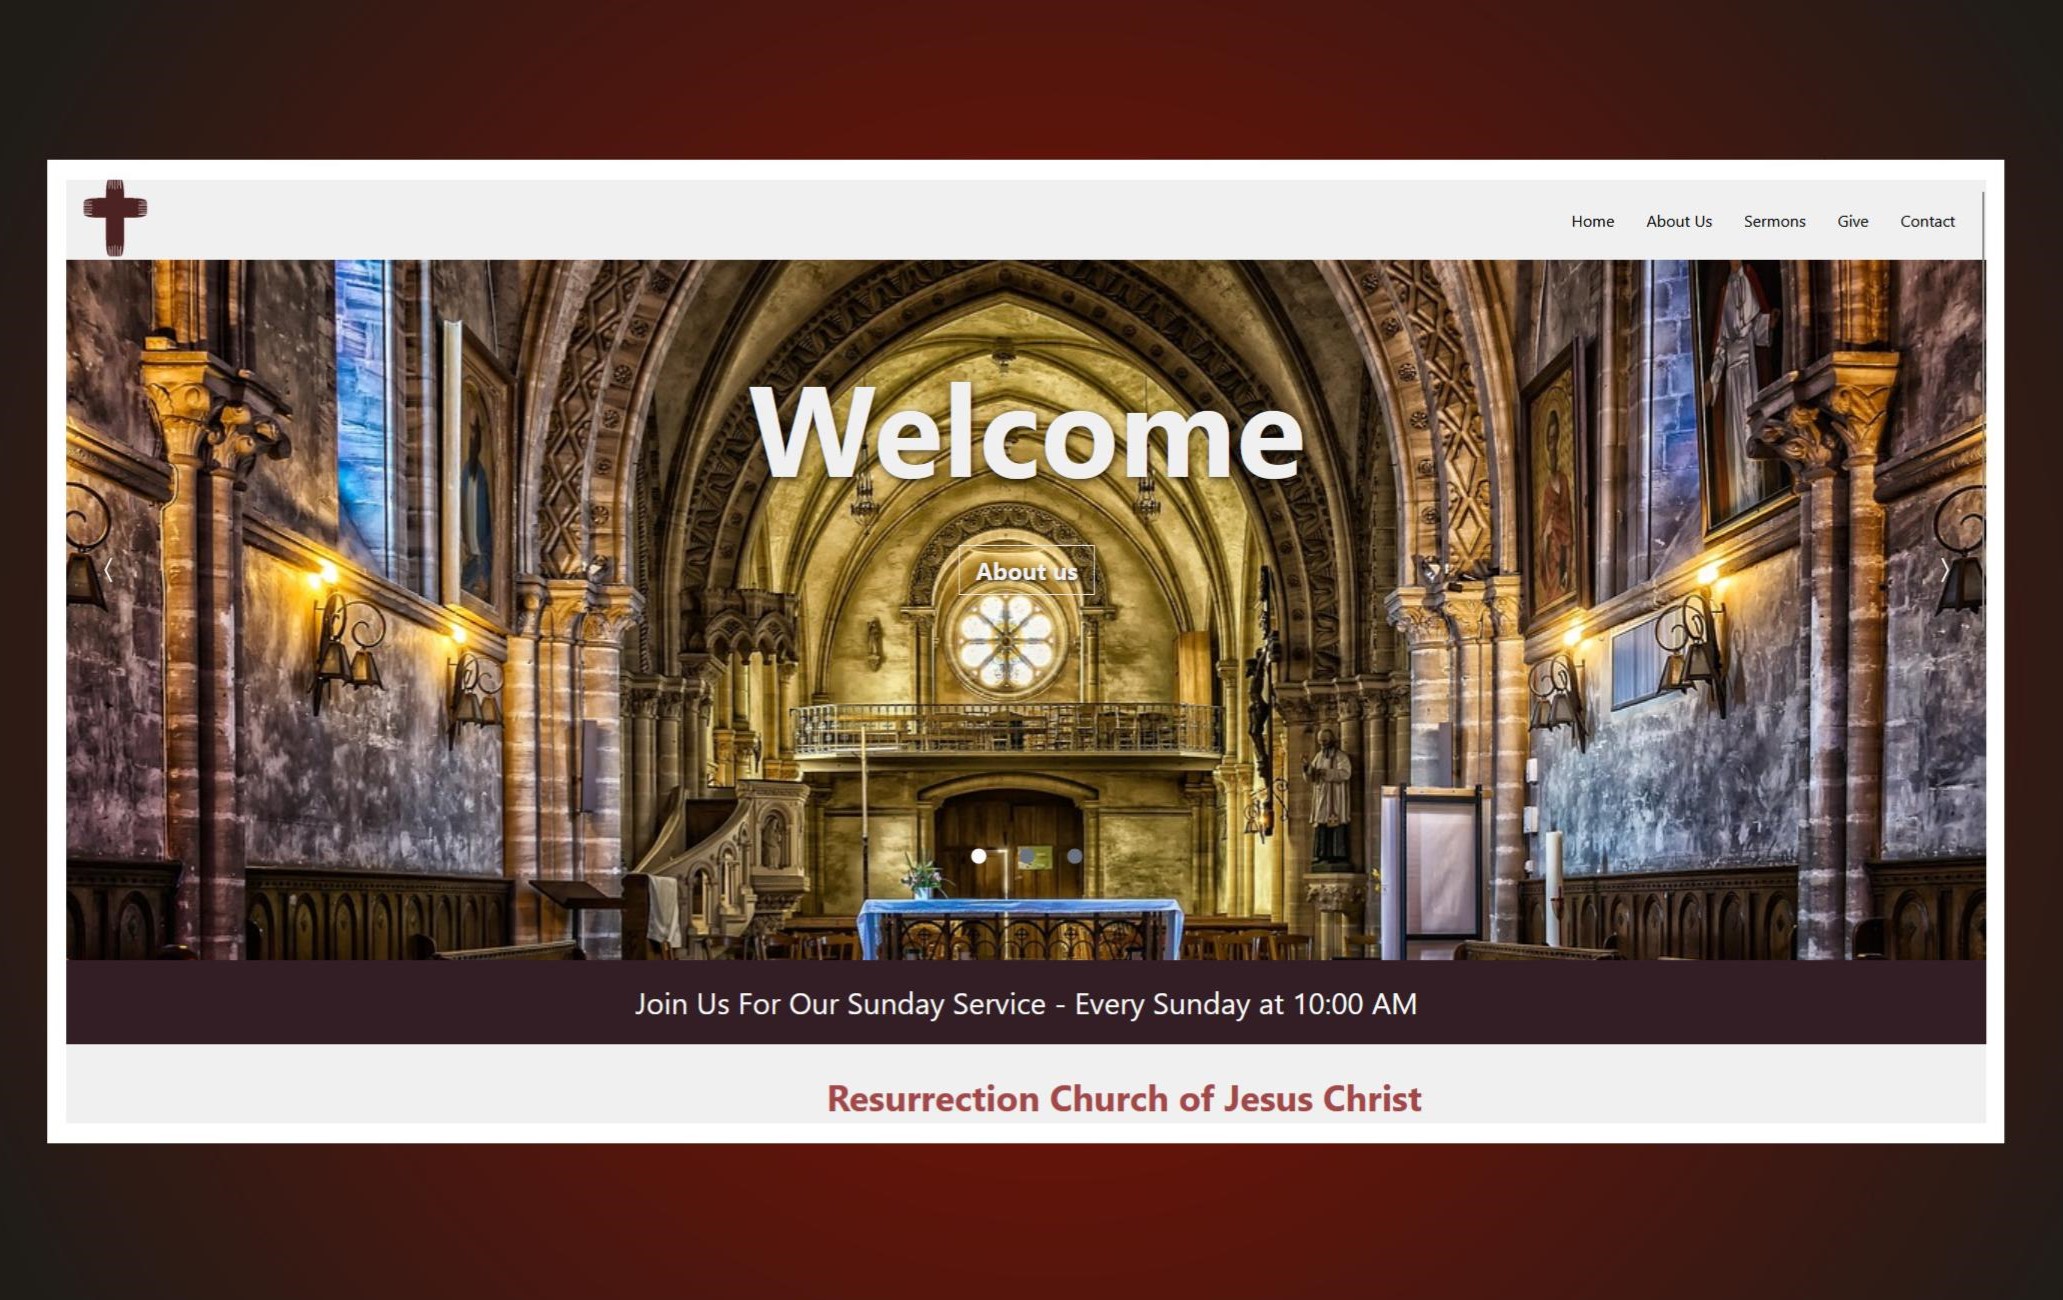 Home About Us Sermons Give Contact
Welcome
About us
Join Us For Our Sunday Service - Every Sunday at 10:00 AM
Resurrection Church of Jesus Christ